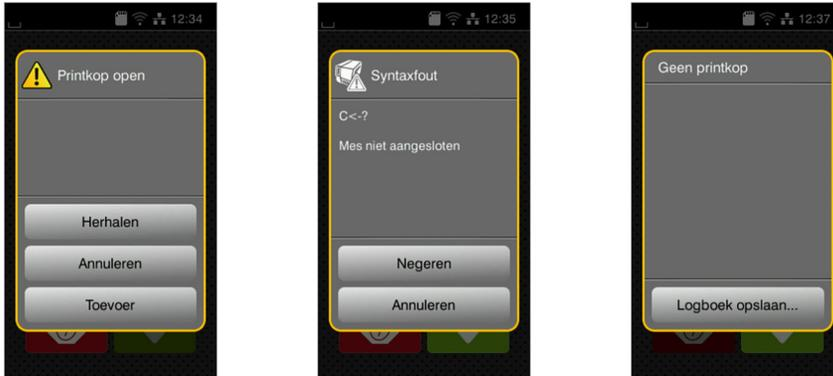 12:34
Printkop open
Herhalen
Annuleren
Toevoer
12:35
Syntaxfout
C<-?
Mes niet aangesloten
Negeren
Annuleren
12:37
Geen printkop
Logboek opslaan...